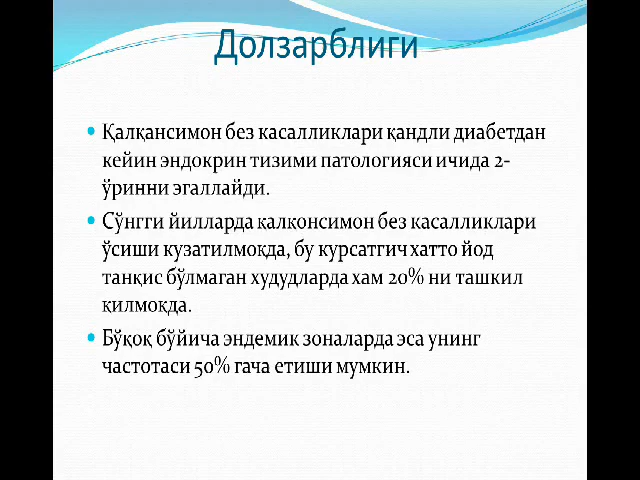 Долзарблиги
Қалқансимон без касалликлари қандли диабетдан
кейин эндокрин тизими патологияси ичида 2-
ўринни эгаллайди.
Сўнгги йилларда қалқонсимон без касалликлари
ўсиши кузатилмоқда, бу курсатгич хатто йод
танқис бўлмаган худудларда хам 20% ни ташкил
қилмоқда.
Бўқоқ бўйича эндемик зоналарда эса унинг
частотаси 50% гача етиши мумкин.